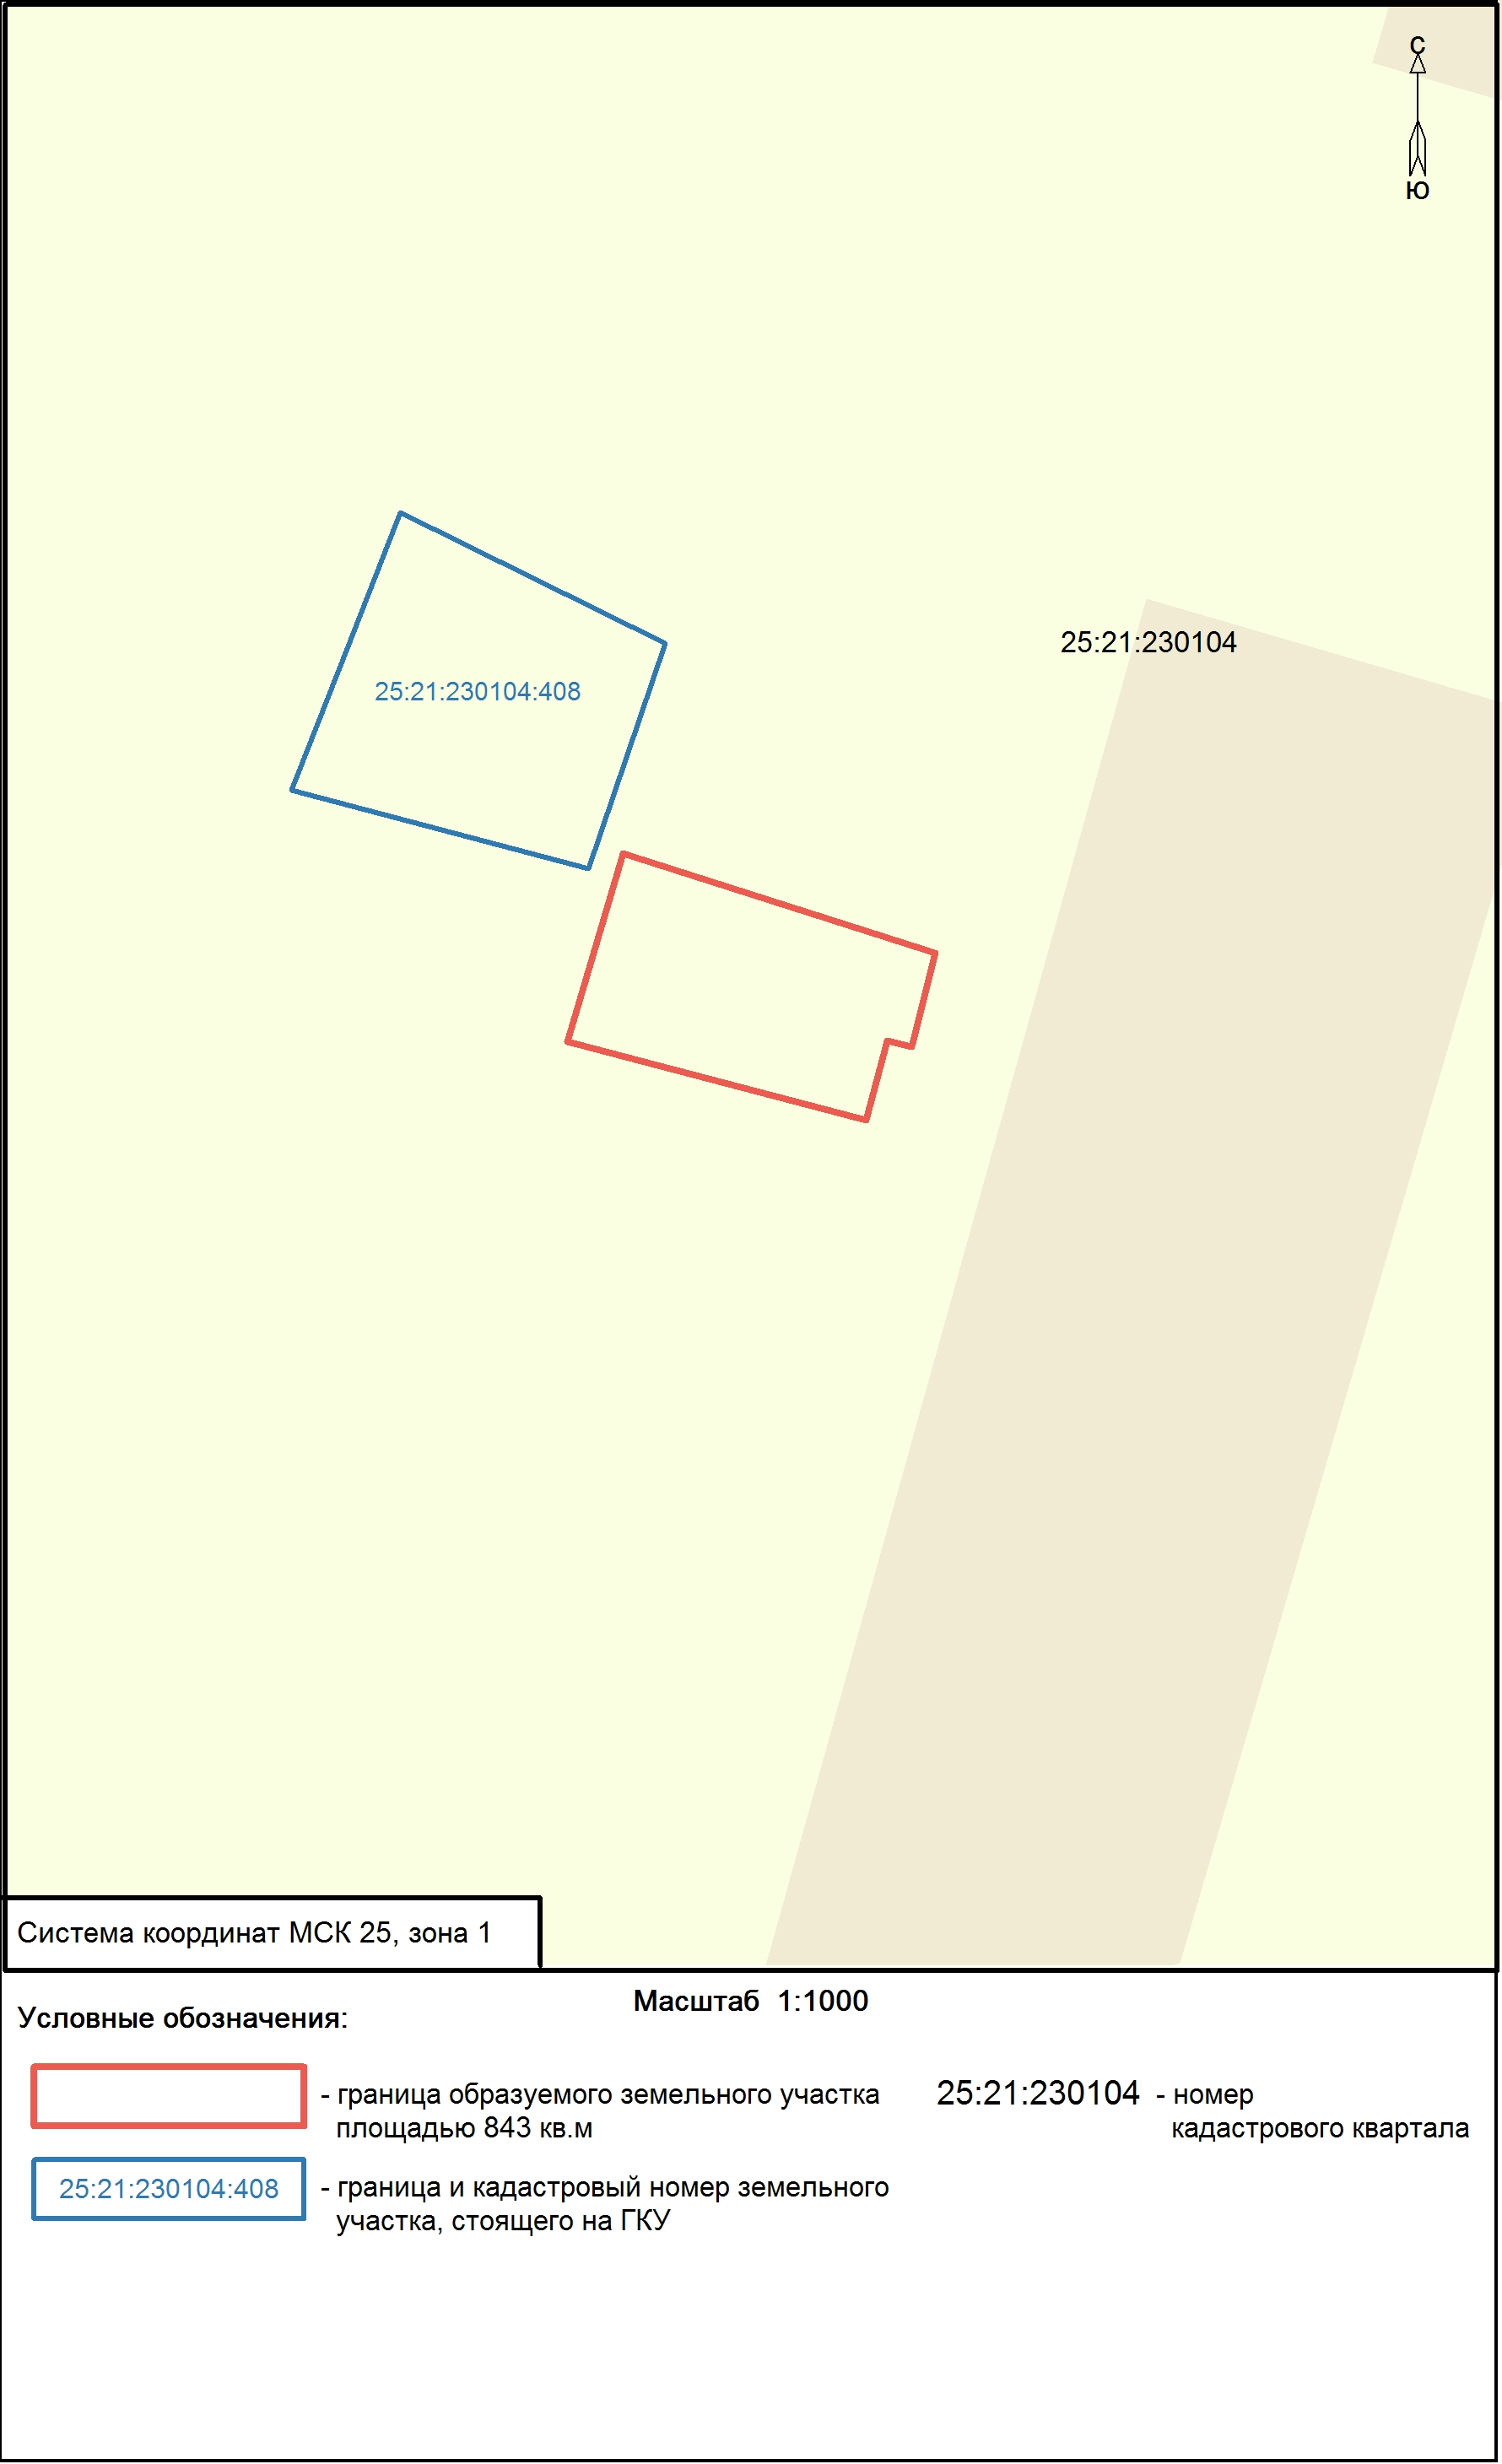 С
Ю
25:21:230104
25:21:230104:408
Система координат МСК 25, зона 1
Масштаб 1:1000
Условные обозначения:
- граница образуемого земельного участка
площадью 843 кв.м
25:21:230104 - номер
кадастрового квартала
25:21:230104:408 - граница и кадастровый номер земельного
участка, стоящего на ГКУ